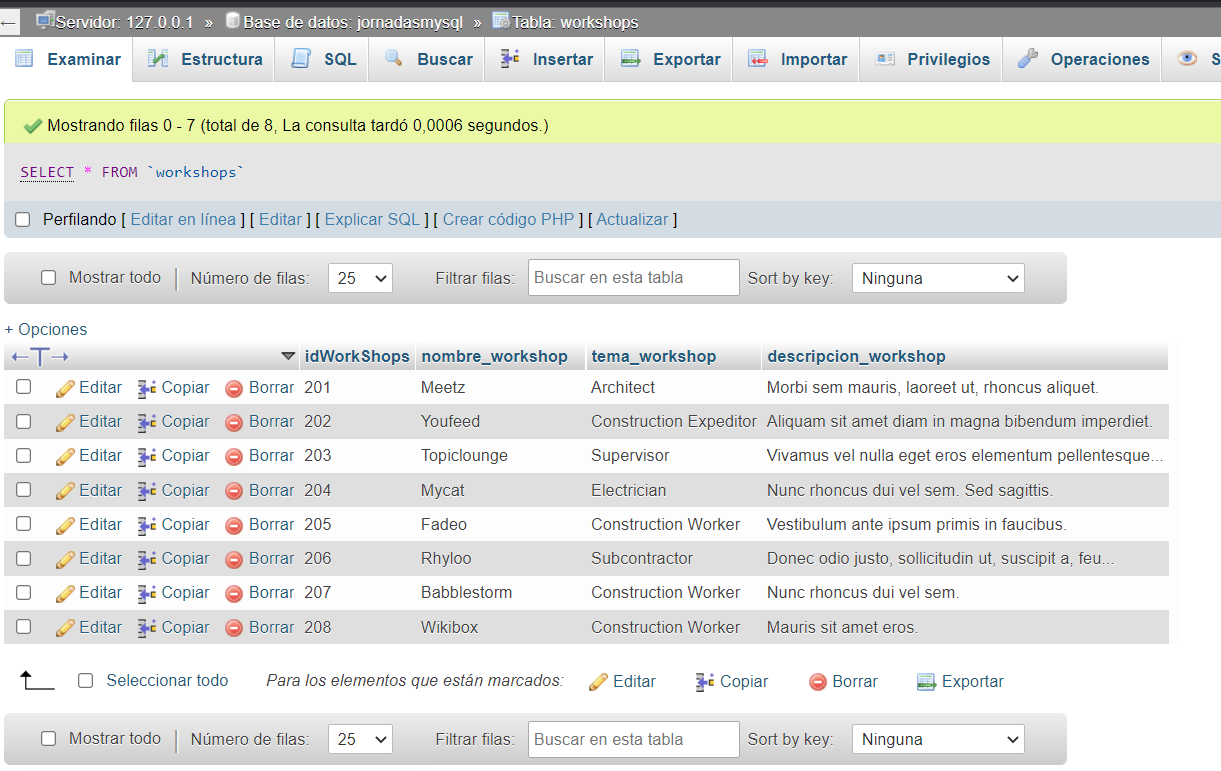 ← Servidor: 127.0.0.1 » Base de datos: jornadasmysql » Tabla: workshops
Examinar Estructura SQL Buscar Insertar Exportar Importar Privilegios Operaciones S
Mostrando filas 0 - 7 (total de 8, La consulta tardó 0,0006 segundos.)
SELECT * FROM `workshops`
Perfilando [ Editar en línea ] [ Editar ] [ Explicar SQL ] [ Crear código PHP ] [ Actualizar ]
Mostrar todo | Número de filas: 25 Filtrar filas: Buscar en esta tabla Sort by key: Ninguna
+ Opciones
←T→ idWorkShops nombre_workshop tema_workshop descripcion_workshop
Editar Copiar Borrar 201 Meetz Architect Morbi sem mauris, laoreet ut, rhoncus aliquet.
Editar Copiar Borrar 202 Youfeed Construction Expeditor Aliquam sit amet diam in magna bibendum imperdiet.
Editar Copiar Borrar 203 Topiclounge Supervisor Vivamus vel nulla eget eros elementum pellentesque...
Editar Copiar Borrar 204 Mycat Electrician Nunc rhoncus dui vel sem. Sed sagittis.
Editar Copiar Borrar 205 Fadeo Construction Worker Vestibulum ante ipsum primis in faucibus.
Editar Copiar Borrar 206 Rhyloo Subcontractor Donec odio justo, sollicitudin ut, suscipit a, feu...
Editar Copiar Borrar 207 Babblestorm Construction Worker Nunc rhoncus dui vel sem.
Editar Copiar Borrar 208 Wikibox Construction Worker Mauris sit amet eros.
Seleccionar todo Para los elementos que están marcados: Editar Copiar Borrar Exportar
Mostrar todo | Número de filas: 25 Filtrar filas: Buscar en esta tabla Sort by key: Ninguna